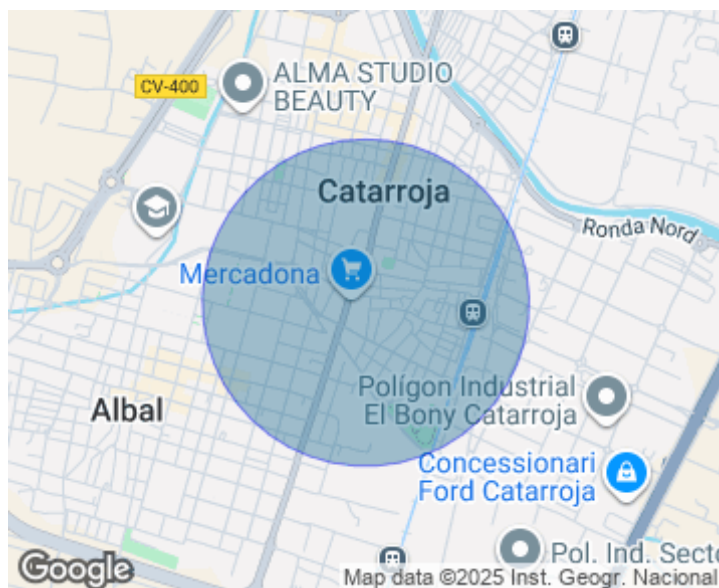 ALMA STUDIO
BEAUTY
CV-400
Catarroja
Ronda Nord
Mercadona
Polígon Industrial
El Bony Catarroja
Albal
Concessionari
Ford Catarroja
Pol. Ind. Secto
Google
Map data ©2025 Inst. Geogr. Nacional